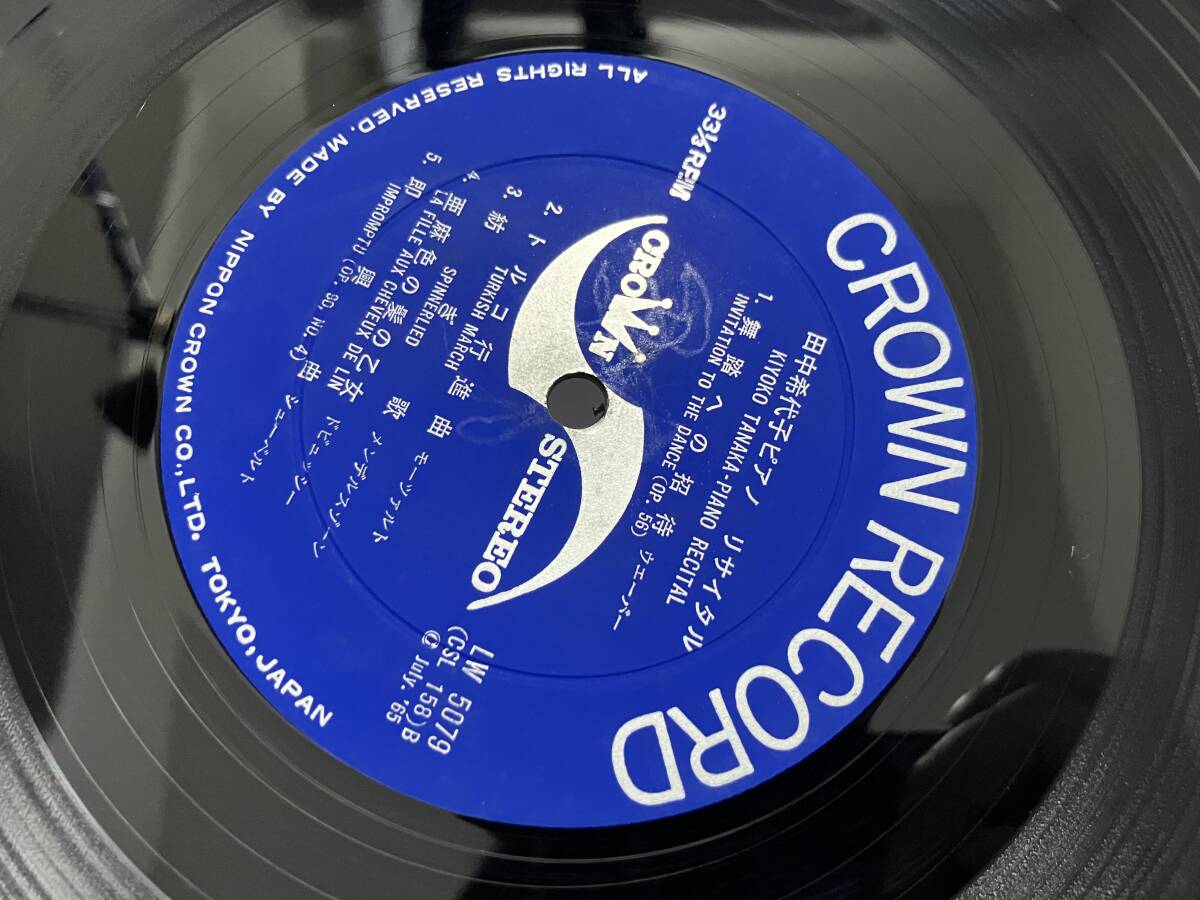 CROWN RECORD
33⅓RPM
CROWN
STEREO
田中希代子ピアノ リサイタル
KIYOKO TANAKA-PIANO RECITAL
1. 舞踏への招待 ウエーバー
INVITATION TO THE DANCE (OP. 56)
2. トルコ行進曲 モーツァルト
TURKISH MARCH
3. 紡ぎ歌 メンデルスゾーン
SPINNERLIED
4. 亜麻色の髪の乙女 ドビュッシー
LA FILLE AUX CHEVEUX DE LIN
5. 即興曲 シューベルト
IMPROMPTU (OP. 90, NO. 4)
LW 5079
(CSL 158)B
© July. '65
ALL RIGHTS RESERVED. MADE BY NIPPON CROWN CO., LTD. TOKYO, JAPAN